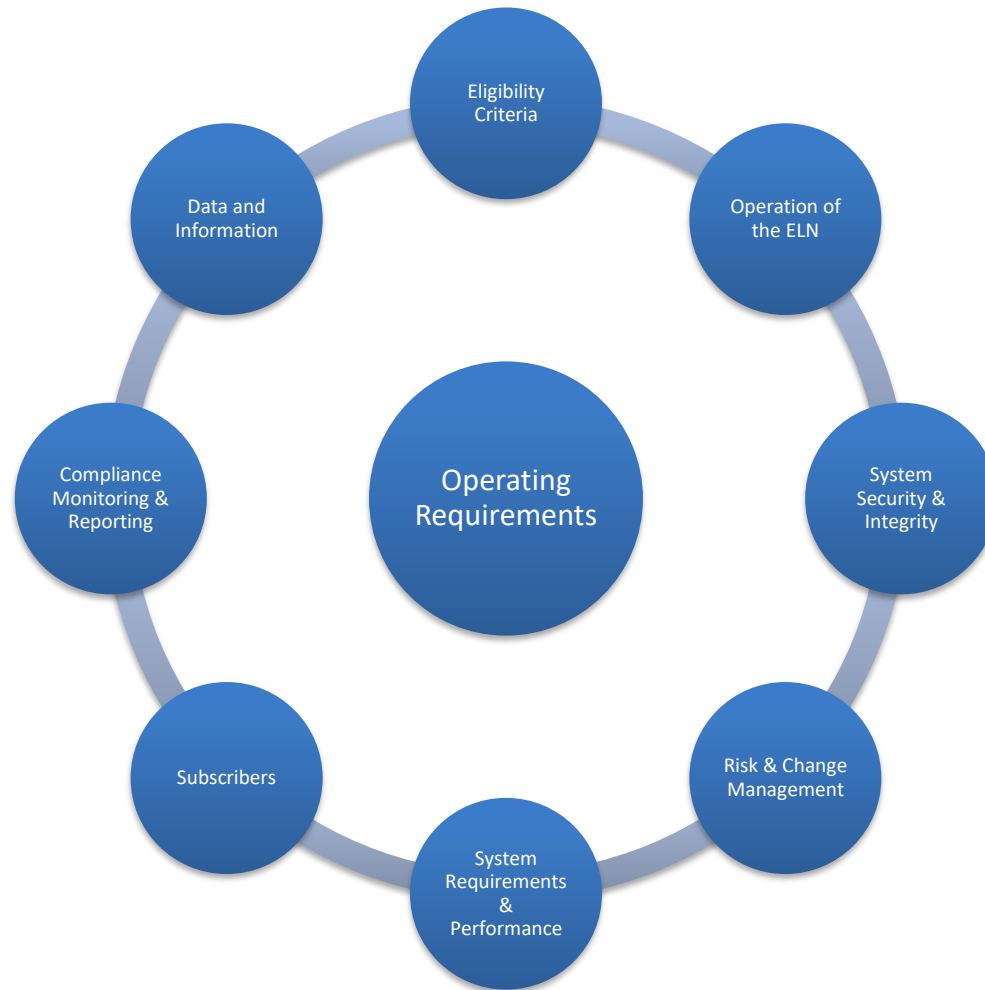 Eligibility
Criteria
Operation of
the ELN
System
Security &
Integrity
Risk & Change
Management
System
Requirements
&
Performance
Subscribers
Compliance
Monitoring &
Reporting
Data and
Information
Operating
Requirements